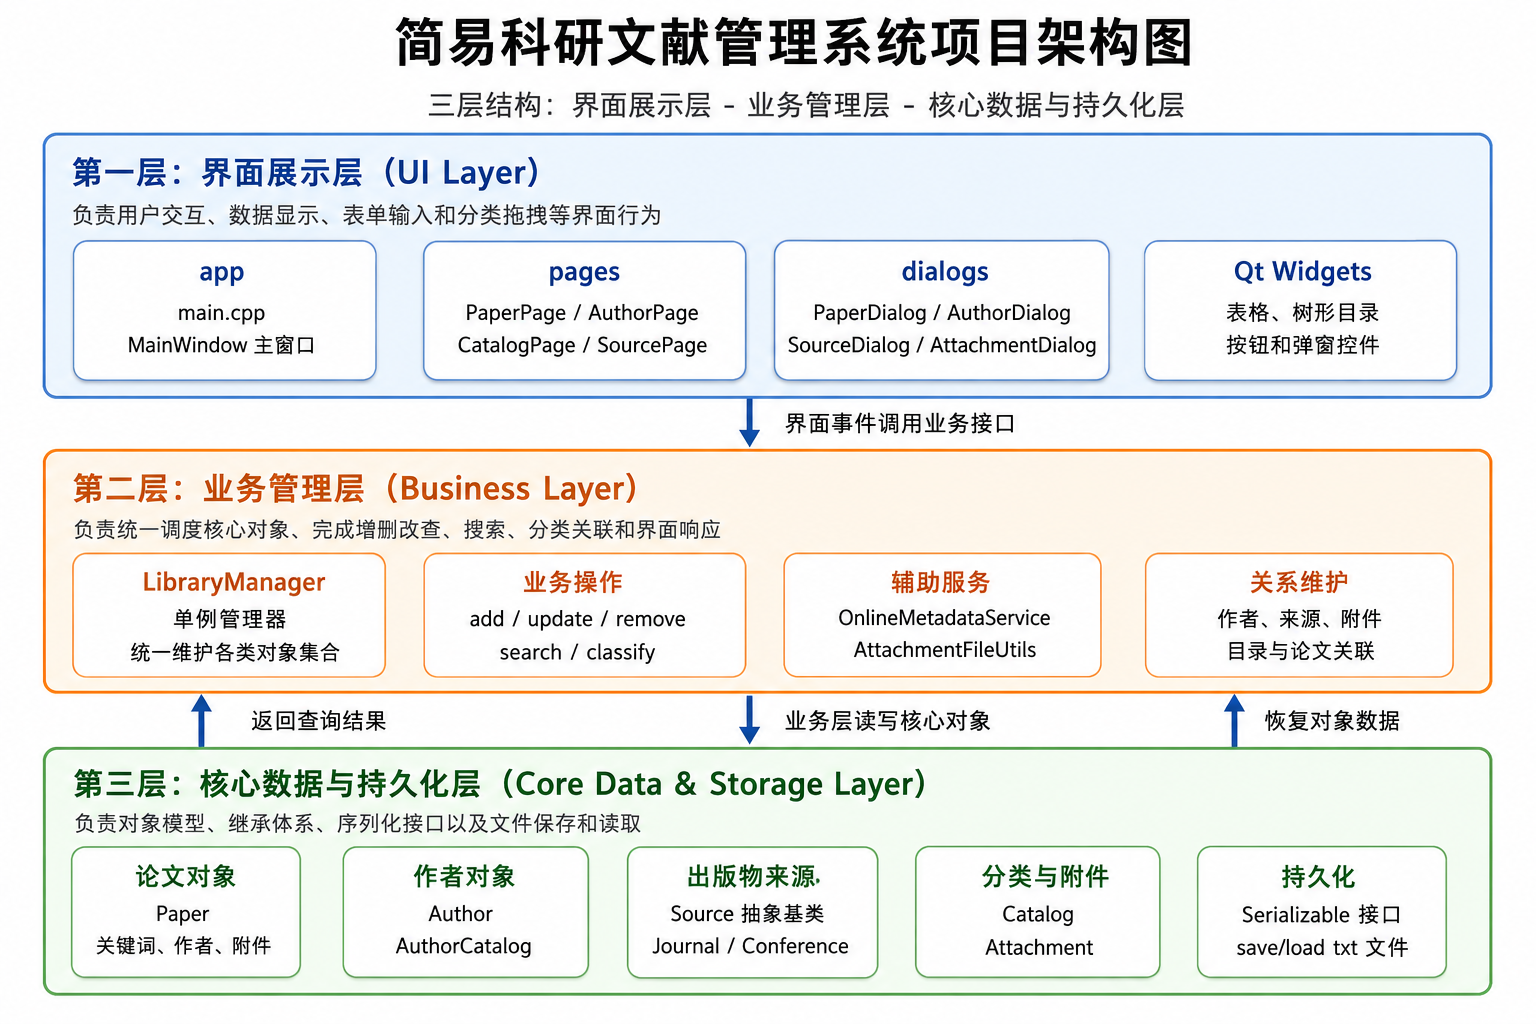 简易科研文献管理系统项目架构图
三层结构：界面展示层 - 业务管理层 - 核心数据与持久化层
第一层：界面展示层（UI Layer）
负责用户交互、数据显示、表单输入和分类拖拽等界面行为
app
main.cpp
MainWindow 主窗口
pages
PaperPage / AuthorPage
CatalogPage / SourcePage
dialogs
PaperDialog / AuthorDialog
SourceDialog / AttachmentDialog
Qt Widgets
表格、树形目录
按钮和弹窗控件
界面事件调用业务接口
第二层：业务管理层（Business Layer）
负责统一调度核心对象、完成增删改查、搜索、分类关联和界面响应
LibraryManager
单例管理器
统一维护各类对象集合
业务操作
add / update / remove
search / classify
辅助服务
OnlineMetadataService
AttachmentFileUtils
关系维护
作者、来源、附件
目录与论文关联
返回查询结果
业务层读写核心对象
恢复对象数据
第三层：核心数据与持久化层（Core Data & Storage Layer）
负责对象模型、继承体系、序列化接口以及文件保存和读取
论文对象
Paper
关键词、作者、附件
作者对象
Author
AuthorCatalog
出版物来源.
Source 抽象基类
Journal / Conference
分类与附件
Catalog
Attachment
持久化
Serializable 接口
save/load txt 文件